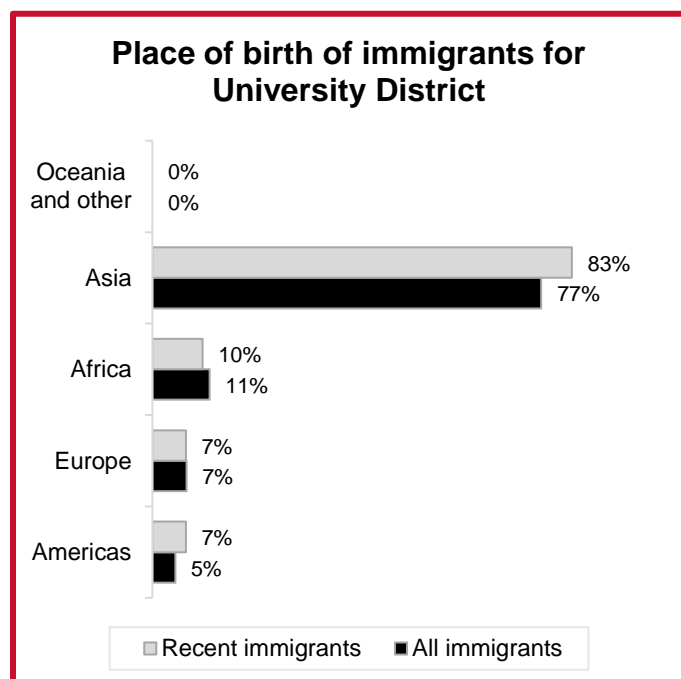 Place of birth of immigrants for
University District
Oceania
and other
0%
0%
Asia
83%
77%
Africa
10%
11%
Europe
7%
7%
Americas
7%
5%
Recent immigrants
All immigrants